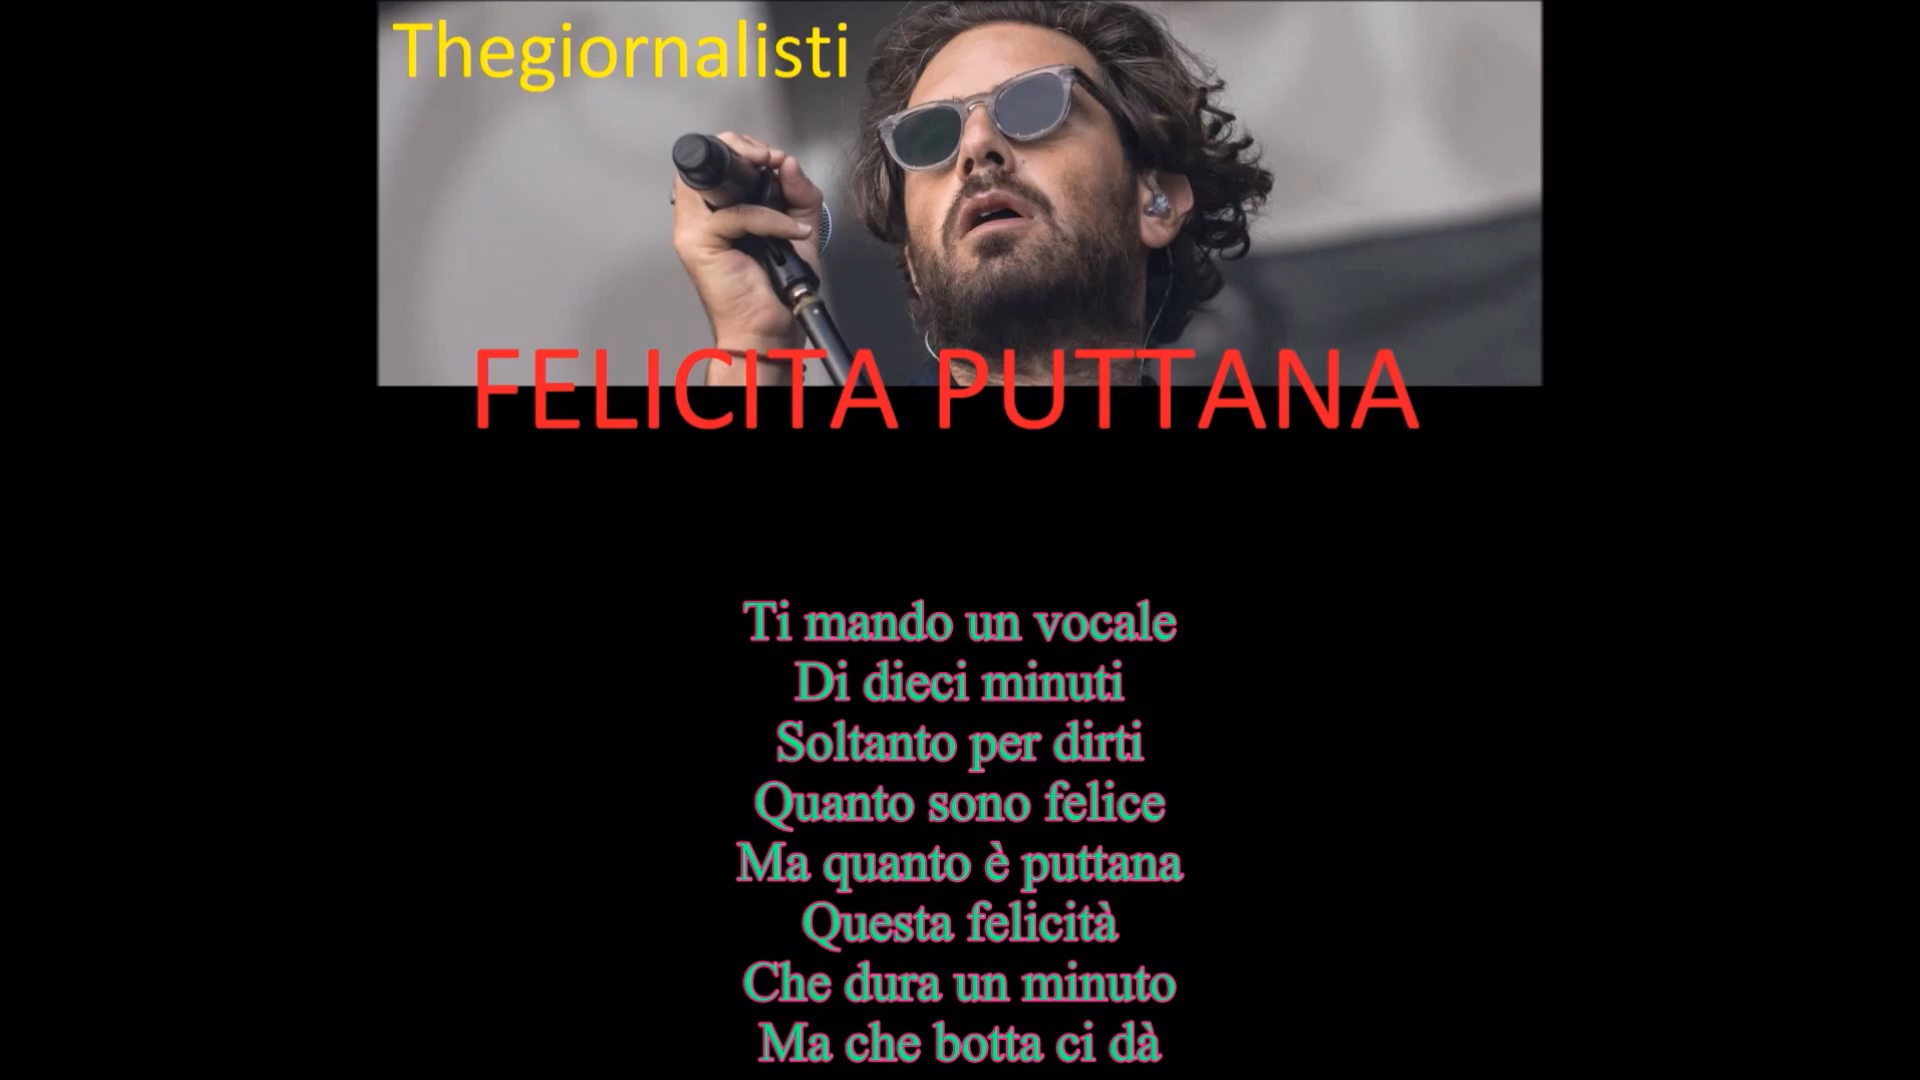 Thegiornalisti
FELICITA PUTTANA
Ti mando un vocale
Di dieci minuti
Soltanto per dirti
Quanto sono felice
Ma quanto è puttana
Questa felicità
Che dura un minuto
Ma che botta ci dà